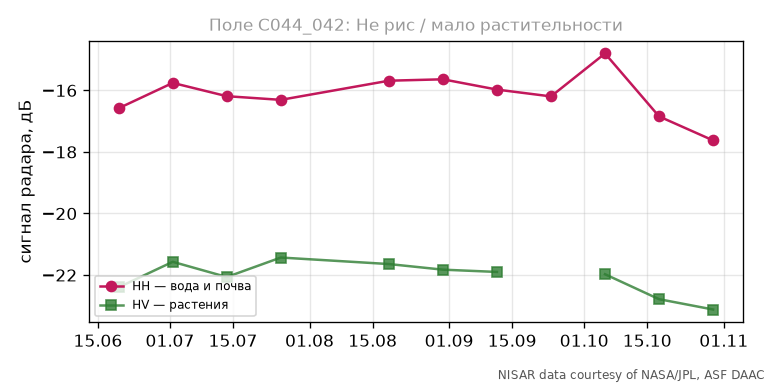 Поле C044_042: Не рис / мало растительности
сигнал радара, дБ
−16
−18
−20
−22
HH — вода и почва
HV — растения
15.06 01.07 15.07 01.08 15.08 01.09 15.09 01.10 15.10 01.11
NISAR data courtesy of NASA/JPL, ASF DAAC